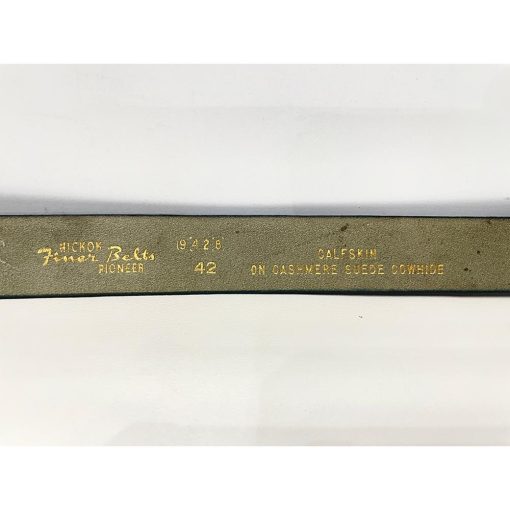 HICKOK
Finer Belts
PIONEER
19428
42
CALFSKIN
ON CASHMERE SUEDE COWHIDE